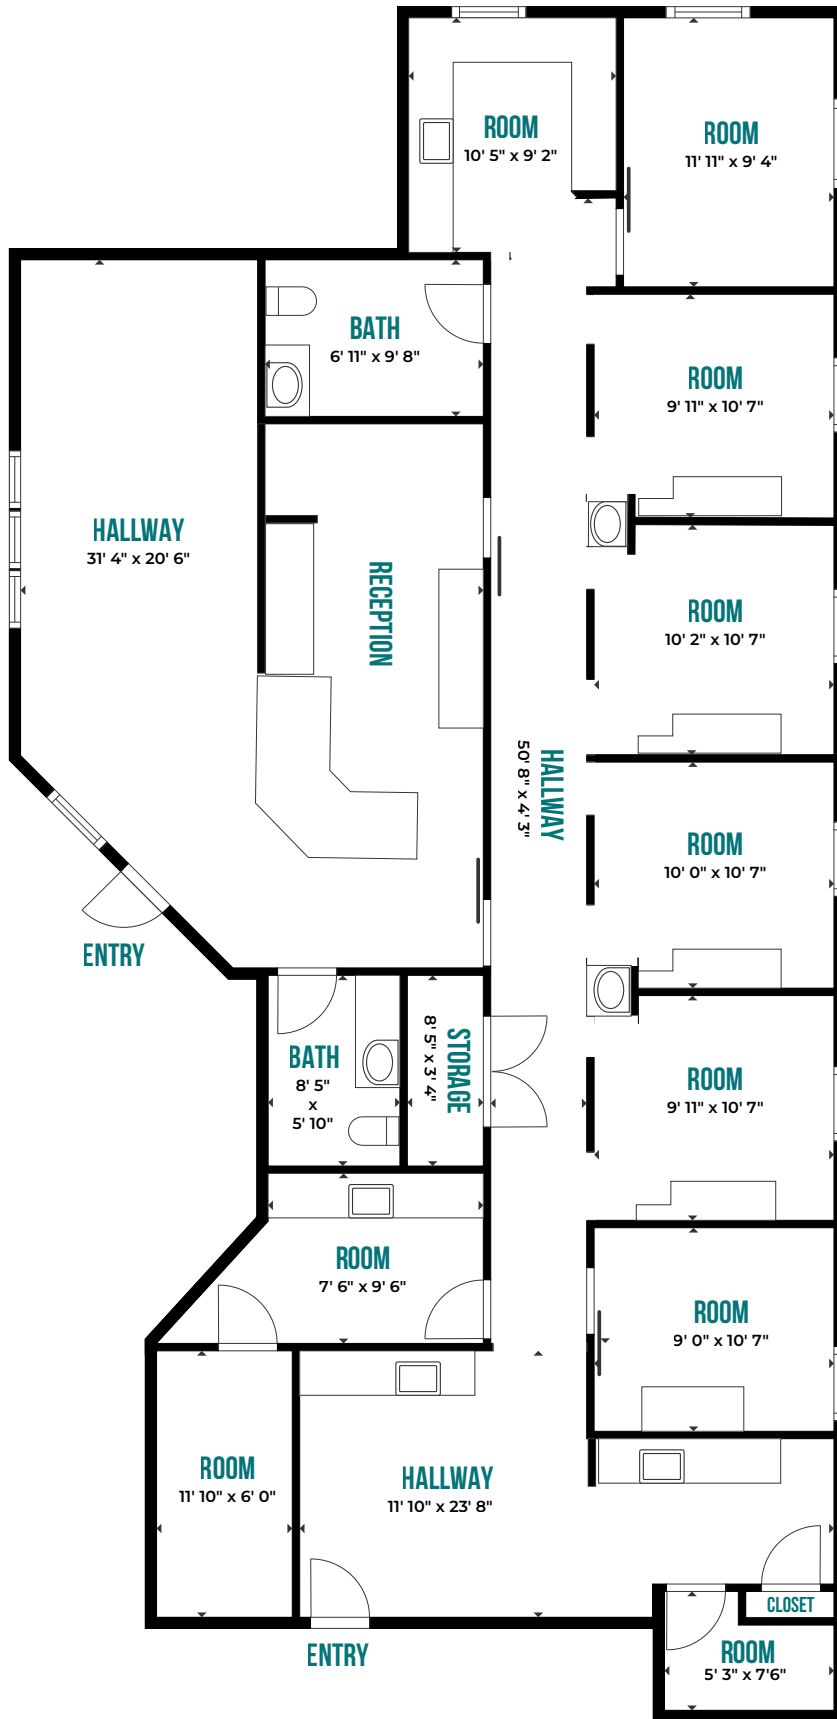 ROOM
10' 5" x 9' 2"
ROOM
11' 11" x 9' 4"
BATH
6' 11" x 9' 8"
ROOM
9' 11" x 10' 7"
HALLWAY
31' 4" x 20' 6"
RECEPTION
ROOM
10' 2" x 10' 7"
HALLWAY
50' 8" x 4' 3"
ROOM
10' 0" x 10' 7"
ENTRY
BATH
8' 5"
x
5' 10"
STORAGE
8' 5" x 3' 4"
ROOM
9' 11" x 10' 7"
ROOM
7' 6" x 9' 6"
ROOM
9' 0" x 10' 7"
ROOM
11' 10" x 6' 0"
HALLWAY
11' 10" x 23' 8"
CLOSET
ENTRY
ROOM
5' 3" x 7'6"